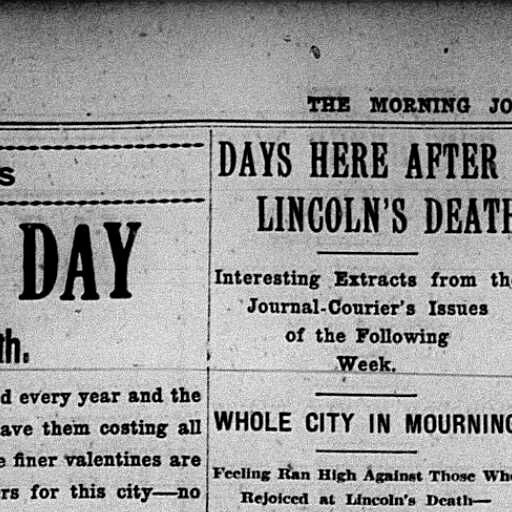 THE MORNING JO
s
DAY
th.
d every year and the
ave them costing all
e finer valentines are
rs for this city—no
DAYS HERE AFTER
LINCOLN'S DEATH
Interesting Extracts from th
Journal-Courier's Issues
of the Following
Week.
WHOLE CITY IN MOURNING
Feeling Ran High Against Those Who
Rejoiced at Lincoln's Death—